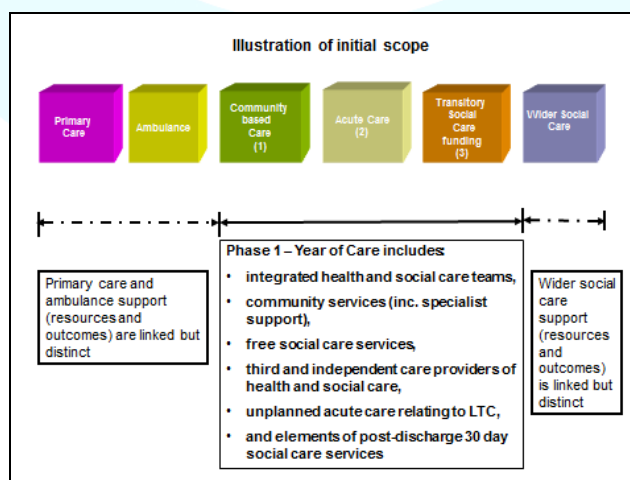 Illustration of initial scope
Primary
Care
Ambulance
Community
based
Care
(1)
Acute Care
(2)
Transitory
Social
Care
funding
(3)
Wider Social
Care
Primary care and
ambulance support
(resources and
outcomes) are linked but
distinct
Phase 1 – Year of Care includes:
• integrated health and social care teams,
• community services (inc. specialist
support),
• free social care services,
• third and independent care providers of
health and social care,
• unplanned acute care relating to LTC,
• and elements of post-discharge 30 day
social care services
Wider social
care
support
(resources
and
outcomes)
is linked but
distinct